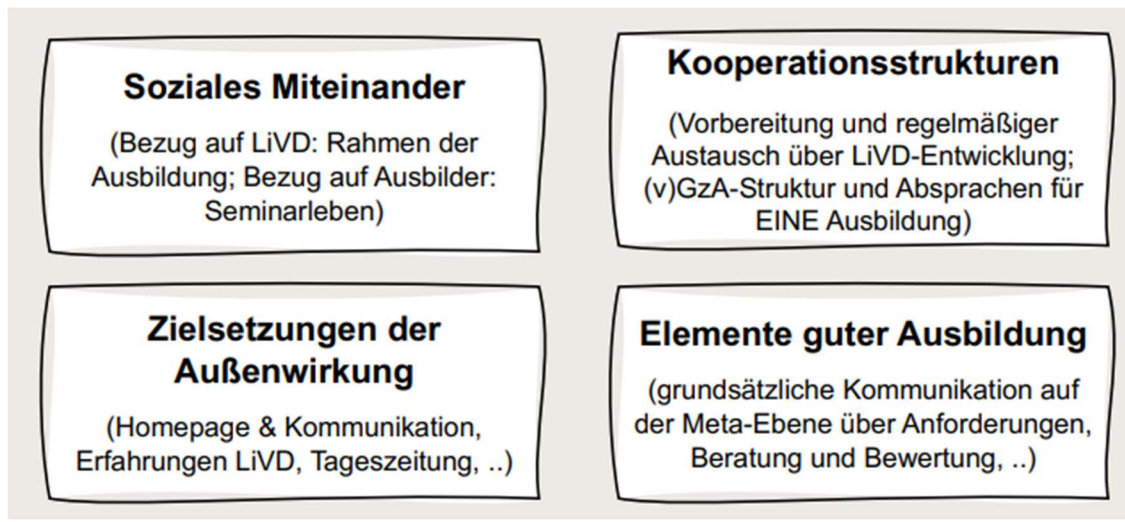 Soziales Miteinander
(Bezug auf LiVD: Rahmen der
Ausbildung; Bezug auf Ausbilder:
Seminarleben)
Kooperationsstrukturen
(Vorbereitung und regelmäßiger
Austausch über LiVD-Entwicklung;
(v)GzA-Struktur und Absprachen für
EINE Ausbildung)
Zielsetzungen der
Außenwirkung
(Homepage & Kommunikation,
Erfahrungen LiVD, Tageszeitung, ..)
Elemente guter Ausbildung
(grundsätzliche Kommunikation auf
der Meta-Ebene über Anforderungen,
Beratung und Bewertung, ..)